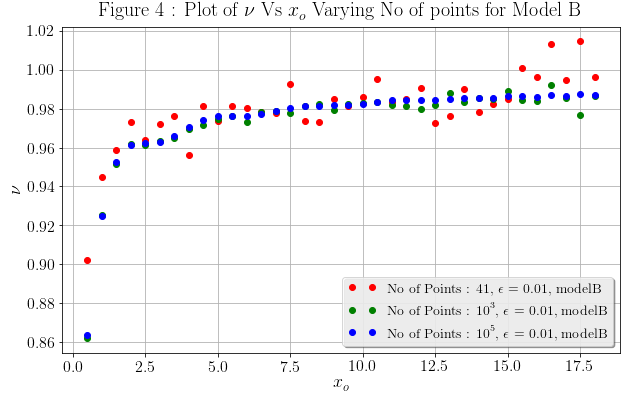 Figure 4 : Plot of ν Vs x_o Varying No of points for Model B
1.02
1.00
0.98
0.96
0.94
0.92
0.90
0.88
0.86
ν
No of Points : 41, ϵ = 0.01, modelB
No of Points : 10^3, ϵ = 0.01, modelB
No of Points : 10^5, ϵ = 0.01, modelB
0.0 2.5 5.0 7.5 10.0 12.5 15.0 17.5
x_o